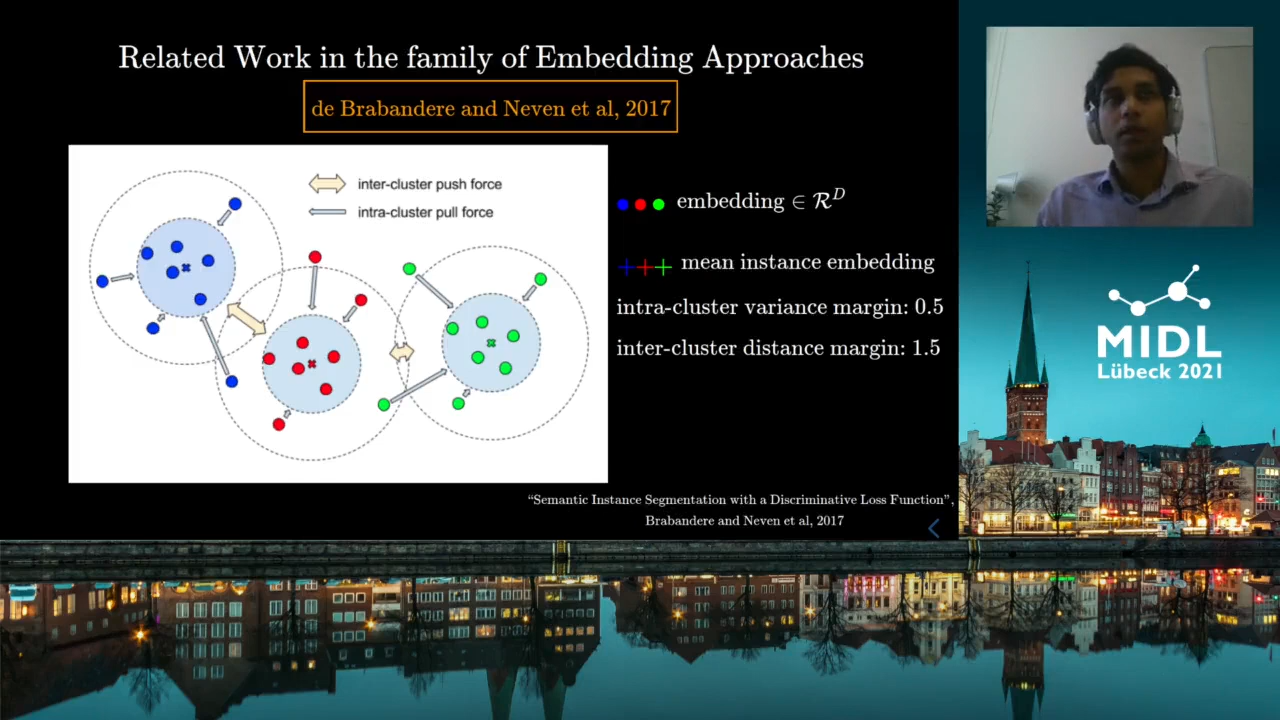 Related Work in the family of Embedding Approaches
de Brabandere and Neven et al, 2017
inter-cluster push force
intra-cluster pull force
embedding ∈ ℛ^D
mean instance embedding
intra-cluster variance margin: 0.5
inter-cluster distance margin: 1.5
“Semantic Instance Segmentation with a Discriminative Loss Function”,
Brabandere and Neven et al, 2017
MIDL
Lübeck 2021